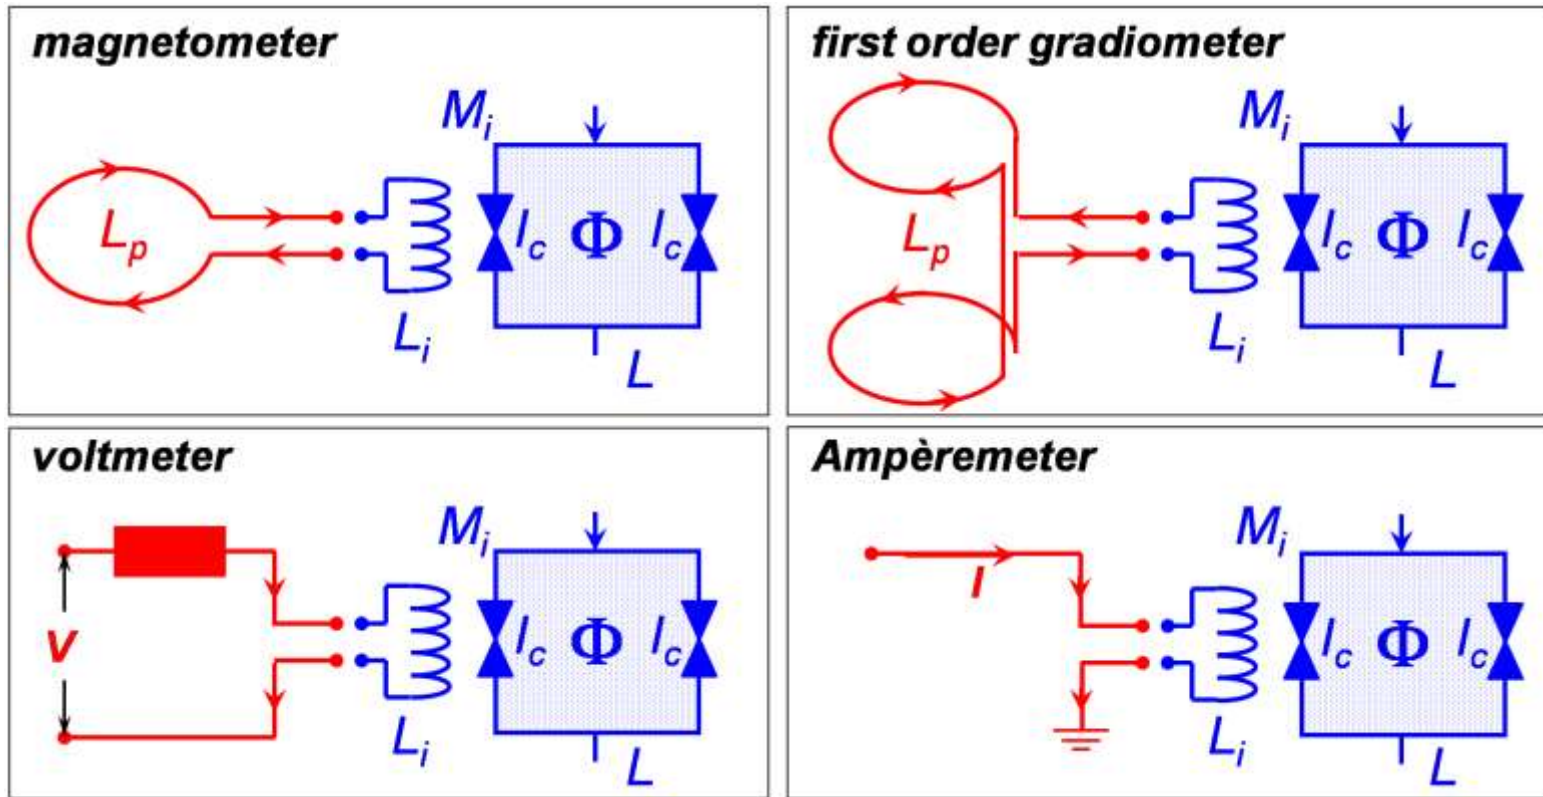 magnetometer
M_i
L_p
I_c Φ I_c
L_i
L
first order gradiometer
M_i
L_p
I_c Φ I_c
L_i
L
voltmeter
M_i
V
I_c Φ I_c
L_i
L
Ampèremeter
M_i
I
I_c Φ I_c
L_i
L